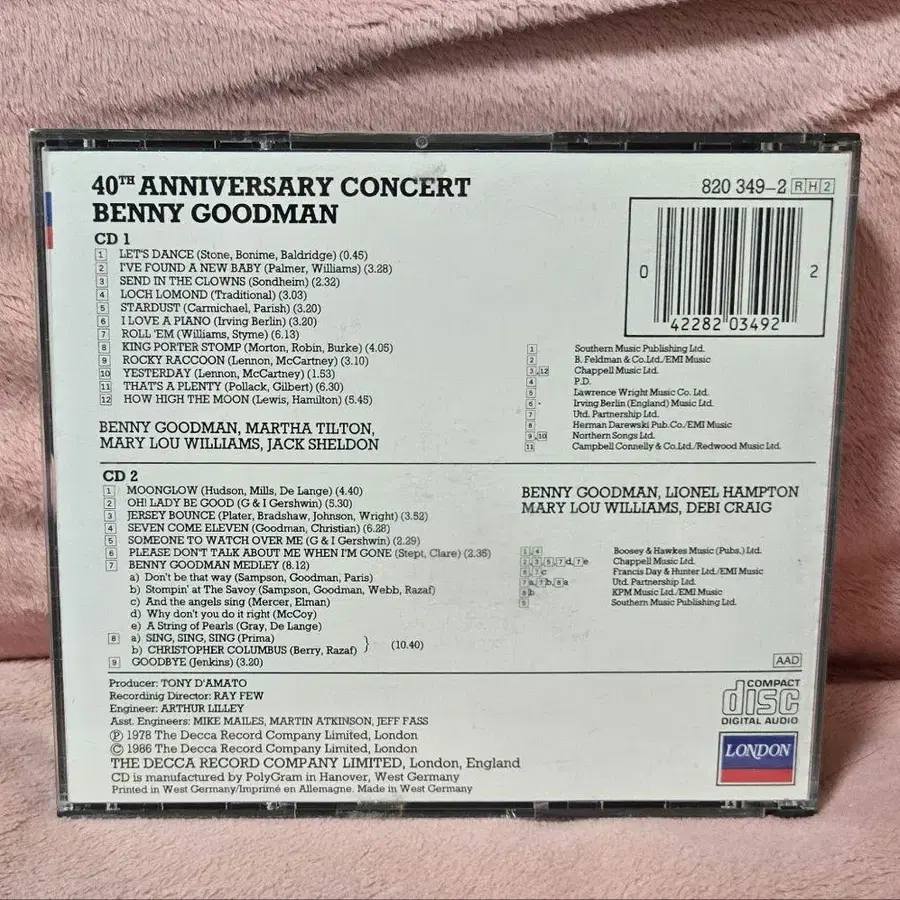 40TH ANNIVERSARY CONCERT
BENNY GOODMAN
820 349-2 R H 2
0 42282 03492 2
CD 1
1 LET'S DANCE (Stone, Bonime, Baldridge) (0.45)
2 I'VE FOUND A NEW BABY (Palmer, Williams) (3.28)
3 SEND IN THE CLOWNS (Sondheim) (2.32)
4 LOCH LOMOND (Traditional) (3.03)
5 STARDUST (Carmichael, Parish) (3.20)
6 I LOVE A PIANO (Irving Berlin) (3.20)
7 ROLL 'EM (Williams, Styme) (6.13)
8 KING PORTER STOMP (Morton, Robin, Burke) (4.05)
9 ROCKY RACCOON (Lennon, McCartney) (3.10)
10 YESTERDAY (Lennon, McCartney) (1.53)
11 THAT'S A PLENTY (Pollack, Gilbert) (6.30)
12 HOW HIGH THE MOON (Lewis, Hamilton) (5.45)
1 Southern Music Publishing Ltd.
2 B. Feldman & Co.Ltd./EMI Music
3,12 Chappell Music Ltd.
4 P.D.
5 Lawrence Wright Music Co. Ltd.
6 Irving Berlin (England) Music Ltd.
7 Utd. Partnership Ltd.
8 Herman Darewski Pub.Co./EMI Music
9,10 Northern Songs Ltd.
11 Campbell Connelly & Co.Ltd./Redwood Music Ltd.
BENNY GOODMAN, MARTHA TILTON,
MARY LOU WILLIAMS, JACK SHELDON
CD 2
1 MOONGLOW (Hudson, Mills, De Lange) (4.40)
2 OH! LADY BE GOOD (G & I Gershwin) (5.30)
3 JERSEY BOUNCE (Plater, Bradshaw, Johnson, Wright) (3.52)
4 SEVEN COME ELEVEN (Goodman, Christian) (6.28)
5 SOMEONE TO WATCH OVER ME (G & I Gershwin) (2.29)
6 PLEASE DON'T TALK ABOUT ME WHEN I'M GONE (Stept, Clare) (2.35)
7 BENNY GOODMAN MEDLEY (8.12)
a) Don't be that way (Sampson, Goodman, Paris)
b) Stompin' at The Savoy (Sampson, Goodman, Webb, Razaf)
c) And the angels sing (Mercer, Elman)
d) Why don't you do it right (McCoy)
e) A String of Pearls (Gray, De Lange)
8 a) SING, SING, SING (Prima)
b) CHRISTOPHER COLUMBUS (Berry, Razaf) } (10.40)
9 GOODBYE (Jenkins) (3.20)
BENNY GOODMAN, LIONEL HAMPTON
MARY LOU WILLIAMS, DEBI CRAIG
1,4 Boosey & Hawkes Music (Pubs.) Ltd.
2,3,5,7d,7e Chappell Music Ltd.
6,7c Francis Day & Hunter Ltd./EMI Music
7a,7b,8a Utd. Partnership Ltd.
8b KPM Music Ltd./EMI Music
9 Southern Music Publishing Ltd.
AAD
Producer: TONY D'AMATO
Recordinig Director: RAY FEW
Engineer: ARTHUR LILLEY
Asst. Engineers: MIKE MAILES, MARTIN ATKINSON, JEFF FASS
Ⓟ 1978 The Decca Record Company Limited, London
© 1986 The Decca Record Company Limited, London
THE DECCA RECORD COMPANY LIMITED, London, England
CD is manufactured by PolyGram in Hanover, West Germany
Printed in West Germany/Imprimé en Allemagne. Made in West Germany
COMPACT
disc
DIGITAL AUDIO
LONDON